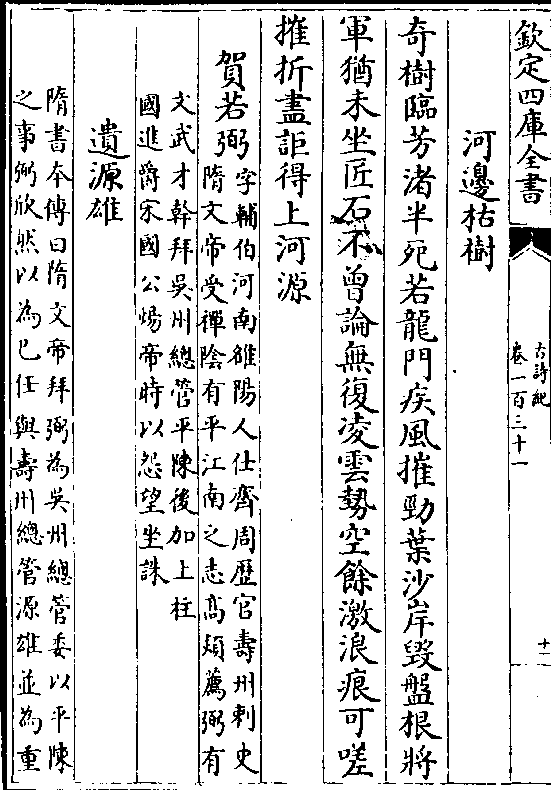 欽定四庫全書
古詩紀
卷一百三十一
十一
河邊枯樹
奇樹臨芳渚半死若龍門疾風摧勁葉沙岸毀盤根將
軍猶未坐匠石不曾論無復凌雲勢空餘激浪痕可嗟
摧折盡詎得上河源
賀若弼
字輔伯河南雒陽人仕齊周歴官壽州刺史
隋文帝受禪隂有平江南之志高熲薦弼有
文武才幹拜吳州總管平陳後加上柱
國進爵宋國公煬帝時以怨望坐誅
遺源雄
隋書本傳曰隋文帝拜弼為吳州總管委以平陳
之事弼欣然以為已任與壽州總管源雄並為重